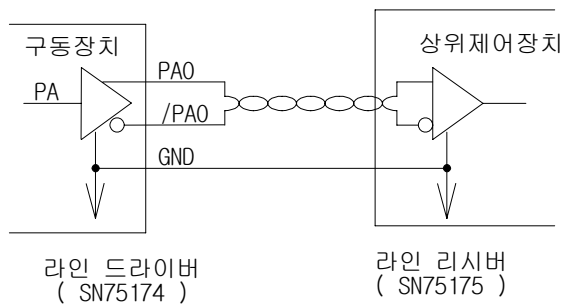 구동장치
상위제어장치
PAO
PA
/PAO
GND
라인 드라이버
( SN75174 )
라인 리시버
( SN75175 )